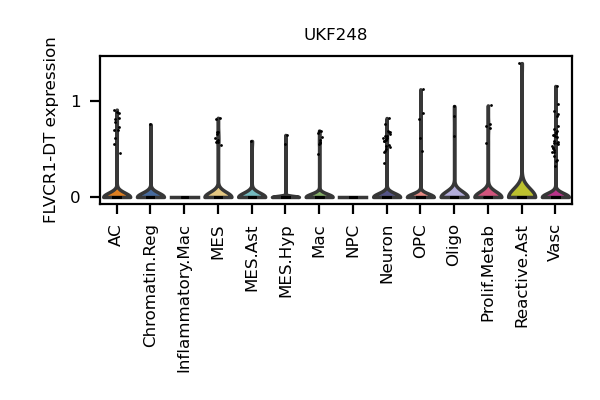 UKF248
FLVCR1-DT expression
1
0
AC
Chromatin.Reg
Inflammatory.Mac
MES
MES.Ast
MES.Hyp
Mac
NPC
Neuron
OPC
Oligo
Prolif.Metab
Reactive.Ast
Vasc